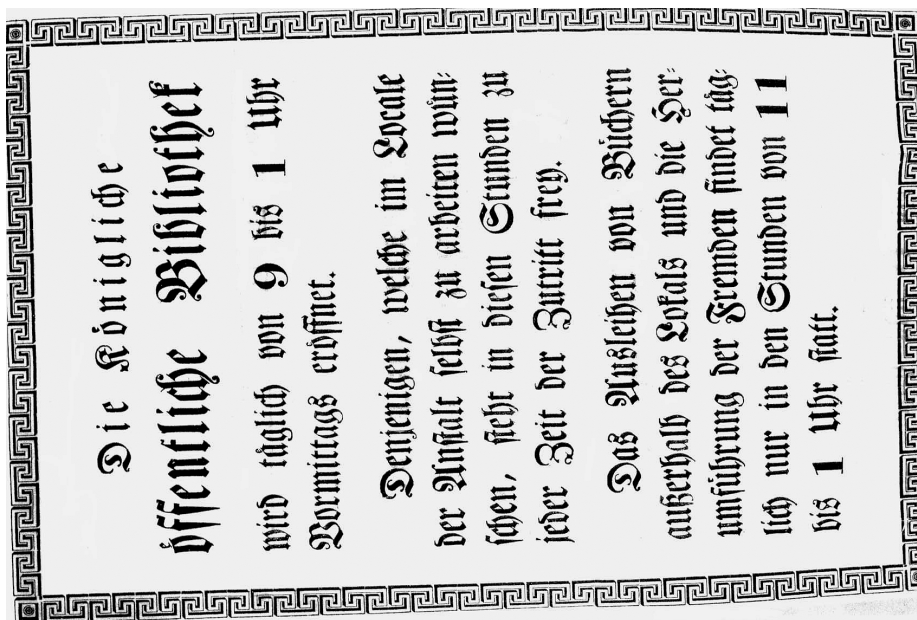 Die Königliche
öffentliche Bibliothek
wird täglich von 9 bis 1 Uhr
Vormittags eröffnet.
Denjenigen, welche im Locale
der Anstalt selbst zu arbeiten wün-
schen, steht in diesen Stunden zu
jeder Zeit der Zutritt frey.
Das Ausleihen von Büchern
außerhalb des Lokals und die Her-
umführung der Fremden findet täg-
lich nur in den Stunden von 11
bis 1 Uhr statt.